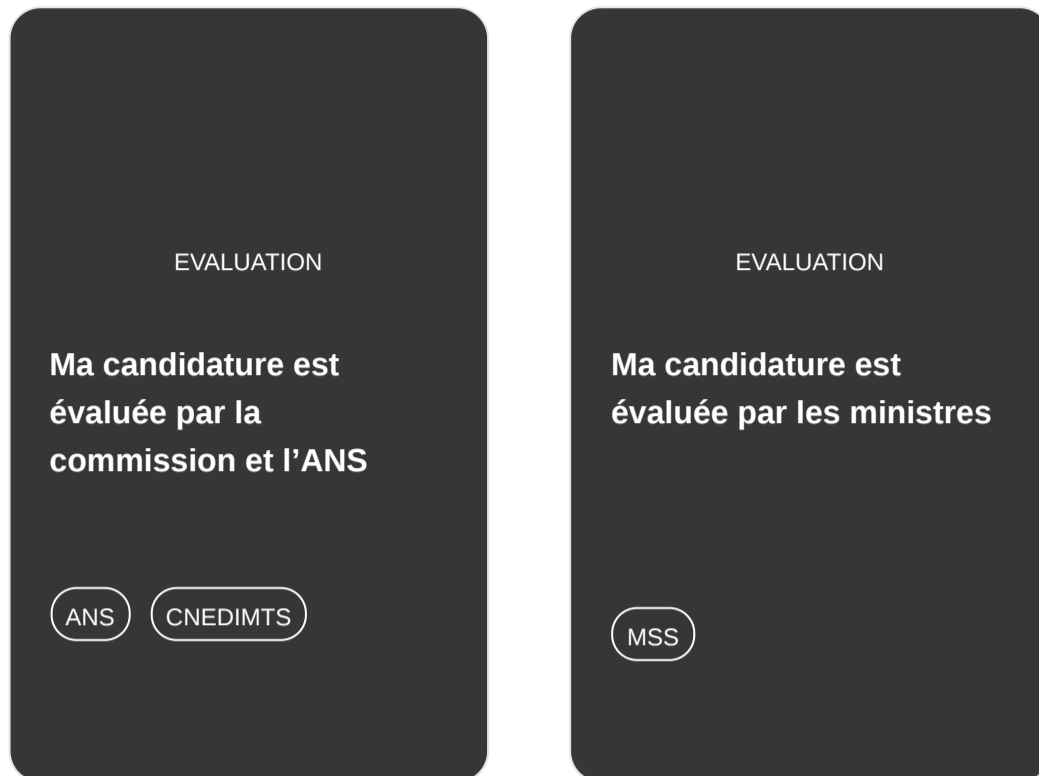 EVALUATION
Ma candidature est
évaluée par la
commission et l’ANS
ANS
CNEDIMTS
EVALUATION
Ma candidature est
évaluée par les ministres
MSS